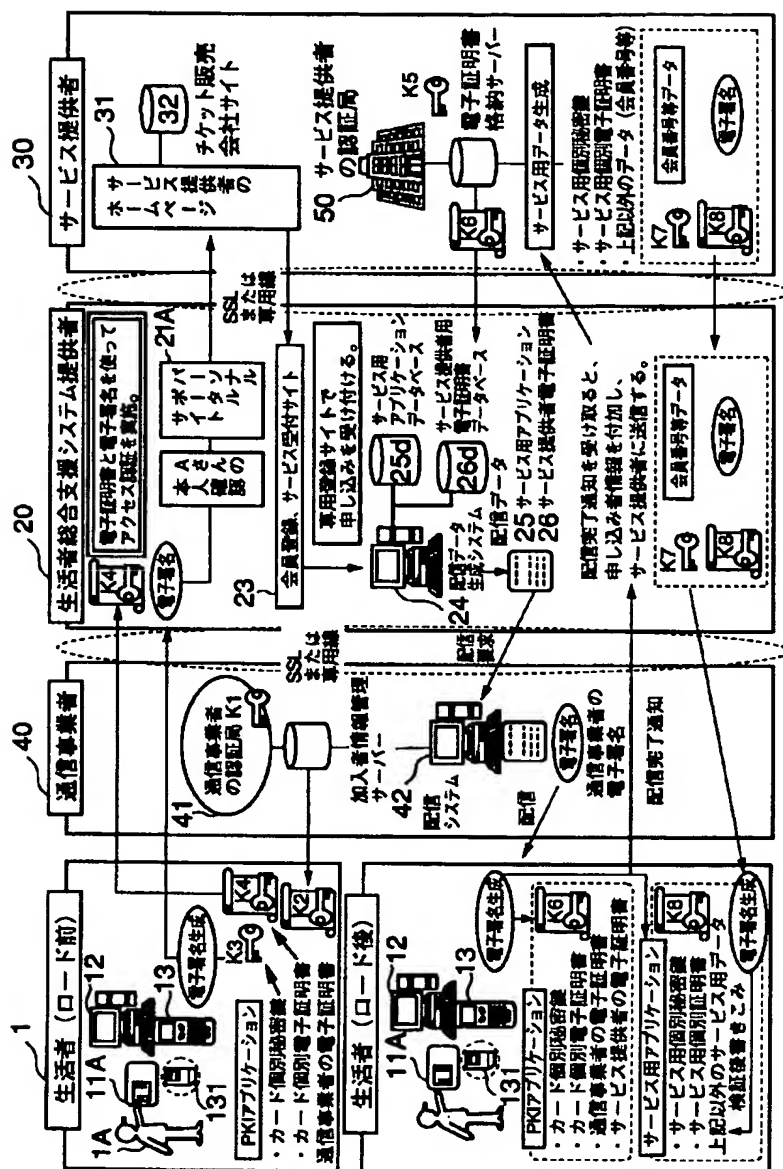 1
生活者（ロード前）
1A
11A
12
13
131
電子署名生成
K3
K4
K2
PKIアプリケーション
・カード個別秘密鍵
・カード個別電子証明書
・通信事業者の電子証明書
生活者（ロード後）
11A
12
13
131
PKIアプリケーション
・カード個別秘密鍵
・カード個別電子証明書
・通信事業者の電子証明書
・サービス提供者の電子証明書
電子署名生成
K6
サービス用アプリケーション
・サービス用個別秘密鍵
・サービス用個別証明書
上記以外のサービス用データ
検証後書きこみ
K8
電子署名生成
40
通信事業者
41
通信事業者
の認証局 K1
加入者情報管理
サーバー
42
配信
システム
電子署名
通信事業者の
電子署名
配信
配信完了通知
SSL
または
専用線
配信
要求
20
生活者総合支援システム提供者
電子証明書と電子署名を使って
アクセス認証を実施。
K4
電子署名
Aさん
本人
確認の
21A
パーソナル
サポート
サイト
23
会員登録、サービス受付サイト
専用登録サイトで
申し込みを受け付ける。
24
配信データ
生成システム
25d
サービス用
アプリケーション
データベース
26d
サービス提供者用
電子証明書
データベース
配信データ
25 サービス用アプリケーション
26 サービス提供者電子証明書
配信完了通知を受け取ると、
申し込み者情報を付加し、
サービス提供者に送信する。
K7
K8
会員番号等データ
電子署名
SSL
または
専用線
30
サービス提供者
31
サービス提供者の
ホームページ
32
チケット販売
会社サイト
50
サービス提供者
の認証局
K5
K6
電子証明書
格納サーバー
サービス用データ生成
・サービス用個別秘密鍵
・サービス用個別電子証明書
・上記以外のデータ（会員番号等）
K7
K8
会員番号等データ
電子署名